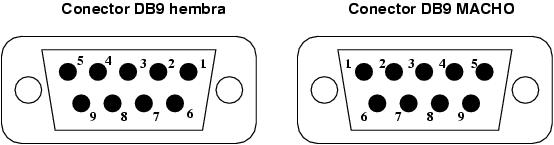 Conector DB9 hembra
Conector DB9 MACHO
5 4 3 2 1
9 8 7 6
1 2 3 4 5
6 7 8 9